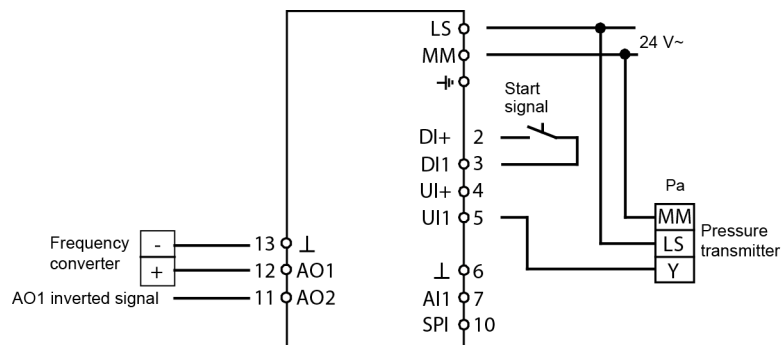 LS
MM
24 V~
Start
signal
DI+ 2
DI1 3
UI+ 4
UI1 5
Pa
MM
LS
Y
Pressure
transmitter
Frequency
converter
-
+
13 ⊥
12 AO1
AO1 inverted signal
11 AO2
⊥ 6
AI1 7
SPI 10